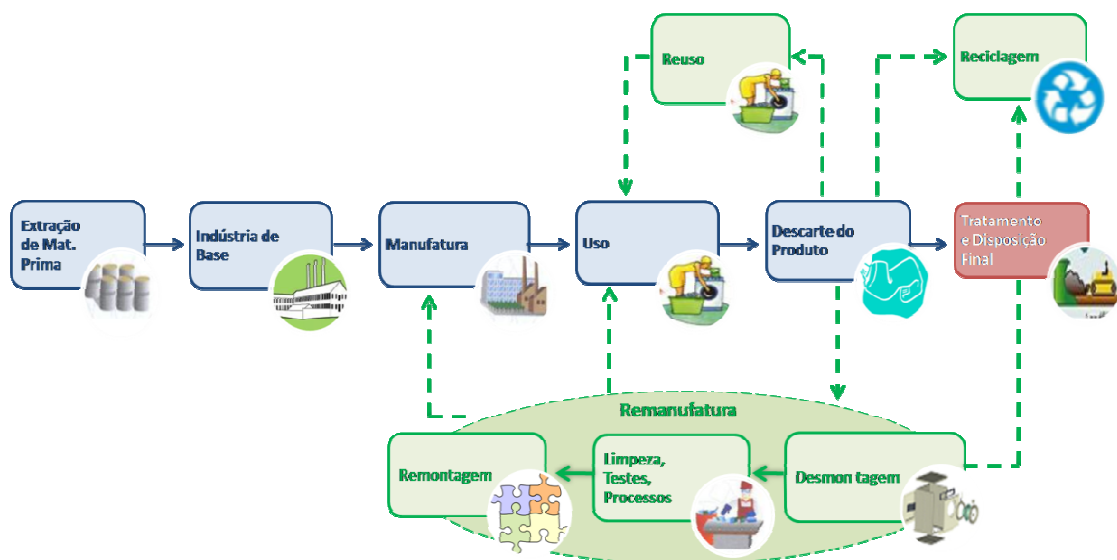 Reuso
Reciclagem
Extração
de Mat.
Prima
Indústria de
Base
Manufatura
Uso
Descarte do
Produto
Tratamento
e Disposição
Final
Remanufatura
Remontagem
Limpeza,
Testes,
Processos
Desmon tagem